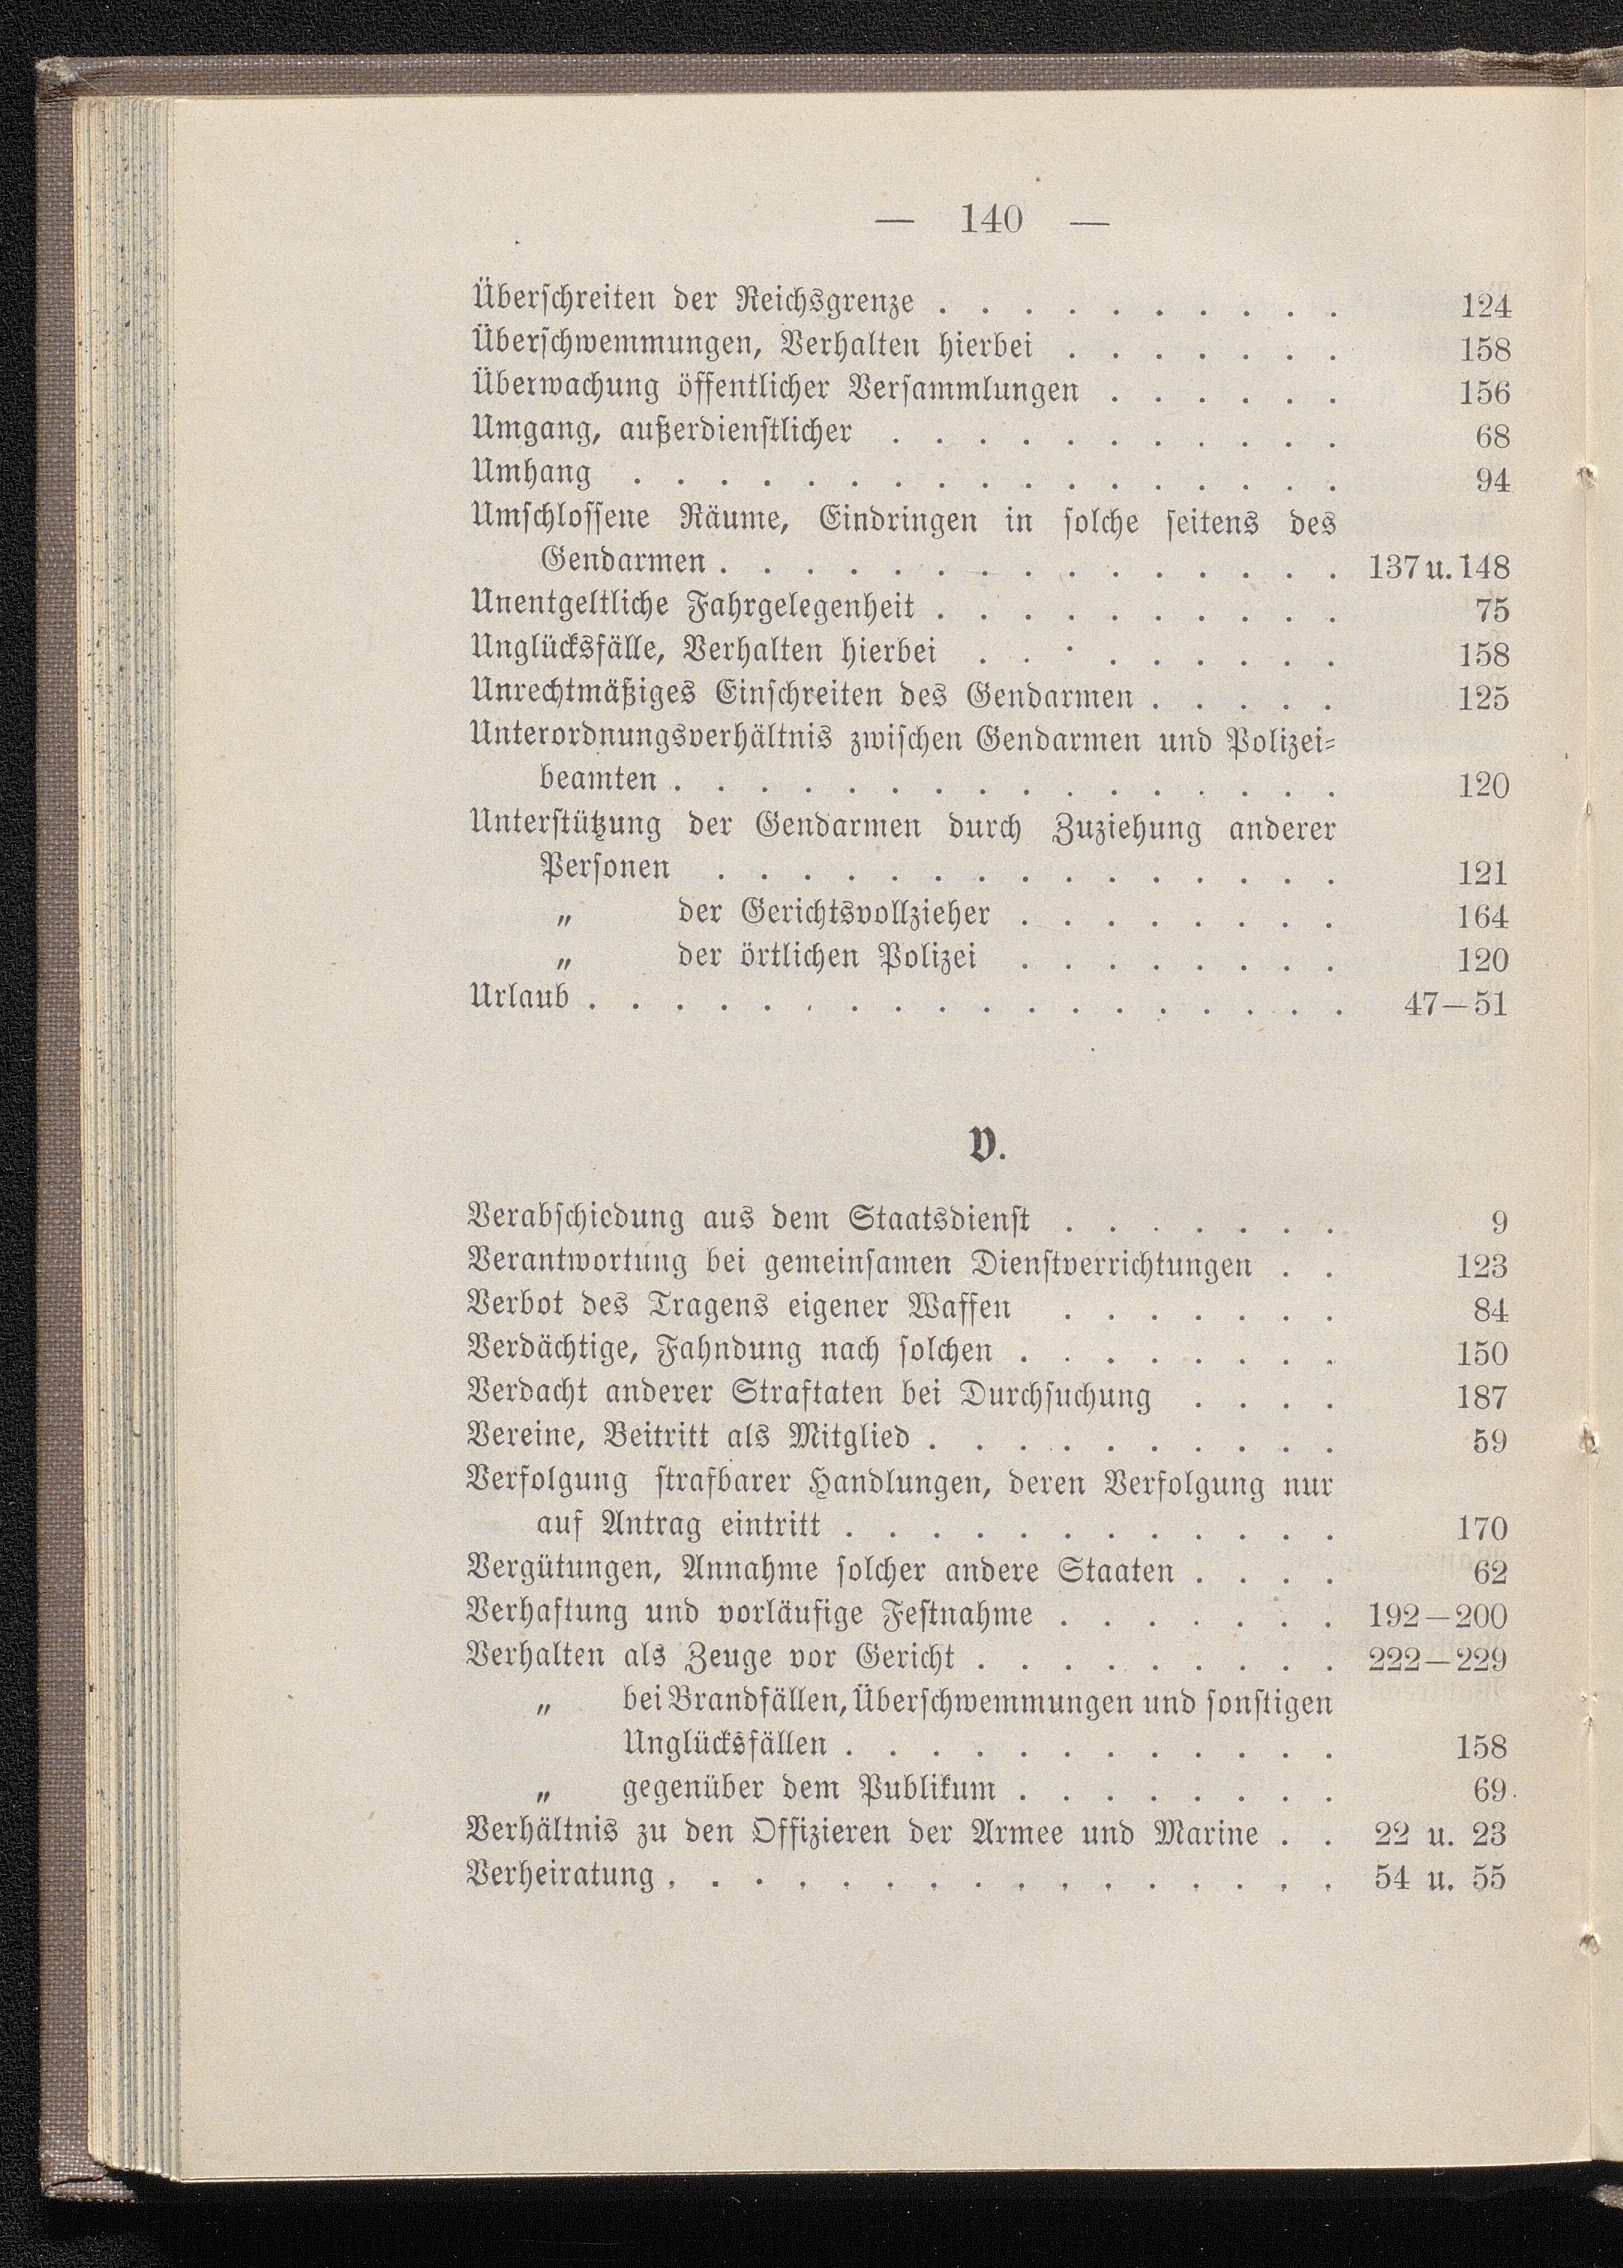 — 140 —
Überschreiten der Reichsgrenze . . . . . . . . . . 124
Überschwemmungen, Verhalten hierbei . . . . . . . 158
Überwachung öffentlicher Versammlungen . . . . . . 156
Umgang, außerdienstlicher . . . . . . . . . . . 68
Umhang . . . . . . . . . . . . . . . . . 94
Umschlossene Räume, Eindringen in solche seitens des
Gendarmen . . . . . . . . . . . . . . . 137 u. 148
Unentgeltliche Fahrgelegenheit . . . . . . . . . . 75
Unglücksfälle, Verhalten hierbei . . . . . . . . . 158
Unrechtmäßiges Einschreiten des Gendarmen . . . . . 125
Unterordnungsverhältnis zwischen Gendarmen und Polizei-
beamten . . . . . . . . . . . . . . . . 120
Unterstützung der Gendarmen durch Zuziehung anderer
Personen . . . . . . . . . . . . . . . 121
„ der Gerichtsvollzieher . . . . . . . . 164
„ der örtlichen Polizei . . . . . . . . 120
Urlaub . . . . . . . . . . . . . . . . . . 47—51
V.
Verabschiedung aus dem Staatsdienst . . . . . . . 9
Verantwortung bei gemeinsamen Dienstverrichtungen . . 123
Verbot des Tragens eigener Waffen . . . . . . . 84
Verdächtige, Fahndung nach solchen . . . . . . . . 150
Verdacht anderer Straftaten bei Durchsuchung . . . . 187
Vereine, Beitritt als Mitglied . . . . . . . . . . 59
Verfolgung strafbarer Handlungen, deren Verfolgung nur
auf Antrag eintritt . . . . . . . . . . . . 170
Vergütungen, Annahme solcher andere Staaten . . . . 62
Verhaftung und vorläufige Festnahme . . . . . . . 192—200
Verhalten als Zeuge vor Gericht . . . . . . . . . 222—229
„ bei Brandfällen, Überschwemmungen und sonstigen
Unglücksfällen . . . . . . . . . . . . 158
„ gegenüber dem Publikum . . . . . . . . 69
Verhältnis zu den Offizieren der Armee und Marine . . 22 u. 23
Verheiratung . . . . . . . . . . . . . . . . 54 u. 55